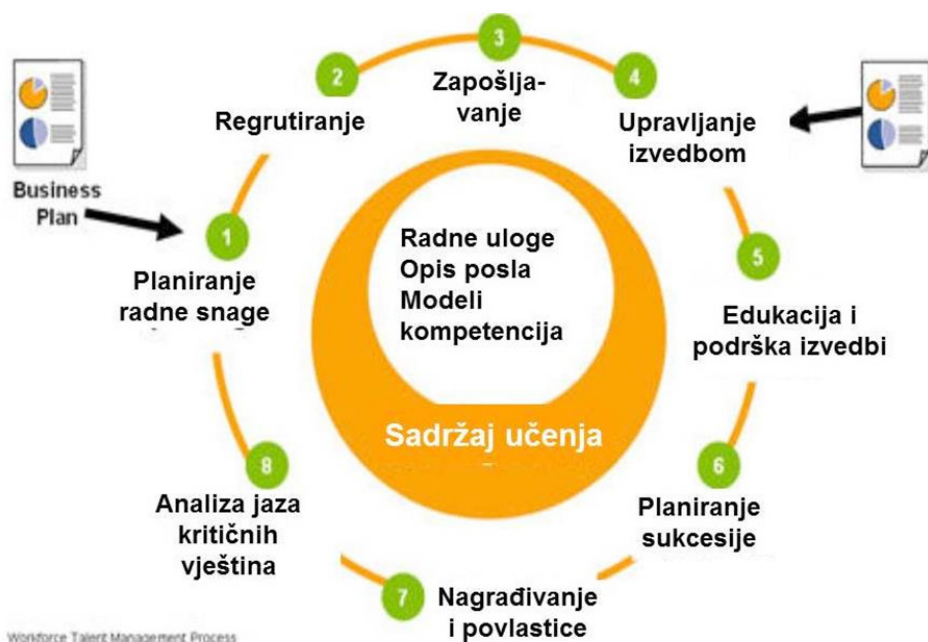 3
2
4
Zapošlja-
vanje
Regrutiranje
Upravljanje
izvedbom
Business
Plan
1
5
Radne uloge
Opis posla
Modeli
kompetencija
Planiranje
radne snage
Edukacija i
podrška izvedbi
Sadržaj učenja
8
6
Analiza jaza
kritičnih
vještina
Planiranje
sukcesije
7
Nagrađivanje
i povlastice
Workforce Talent Management Process